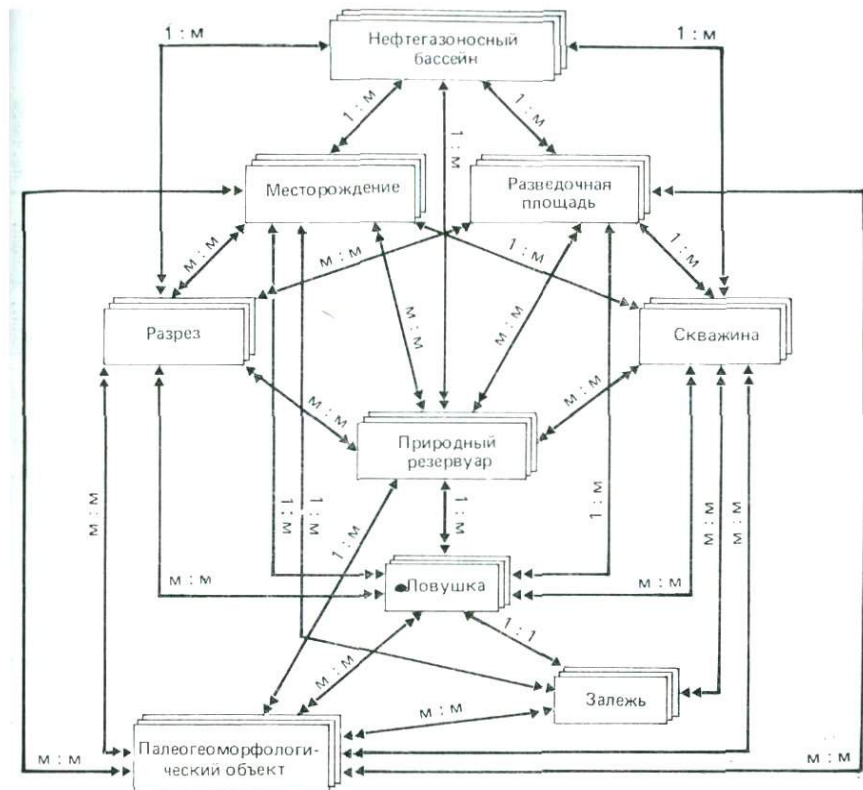 1 : м
Нефтегазоносный
бассейн
1 : м
1 : м
1 : м
1 : м
Месторождение
Разведочная
площадь
м : м
м : м
1 : м
1 : м
м : м
м : м
Разрез
Скважина
м : м
м : м
Природный
резервуар
м : м
1 : м
1 : м
1 : м
1 : м
1 : м
м : м
м : м
м : м
Ловушка
м : м
1 : 1
м : м
Залежь
м : м
Палеогеоморфологи-
ческий объект
м : м
м : м